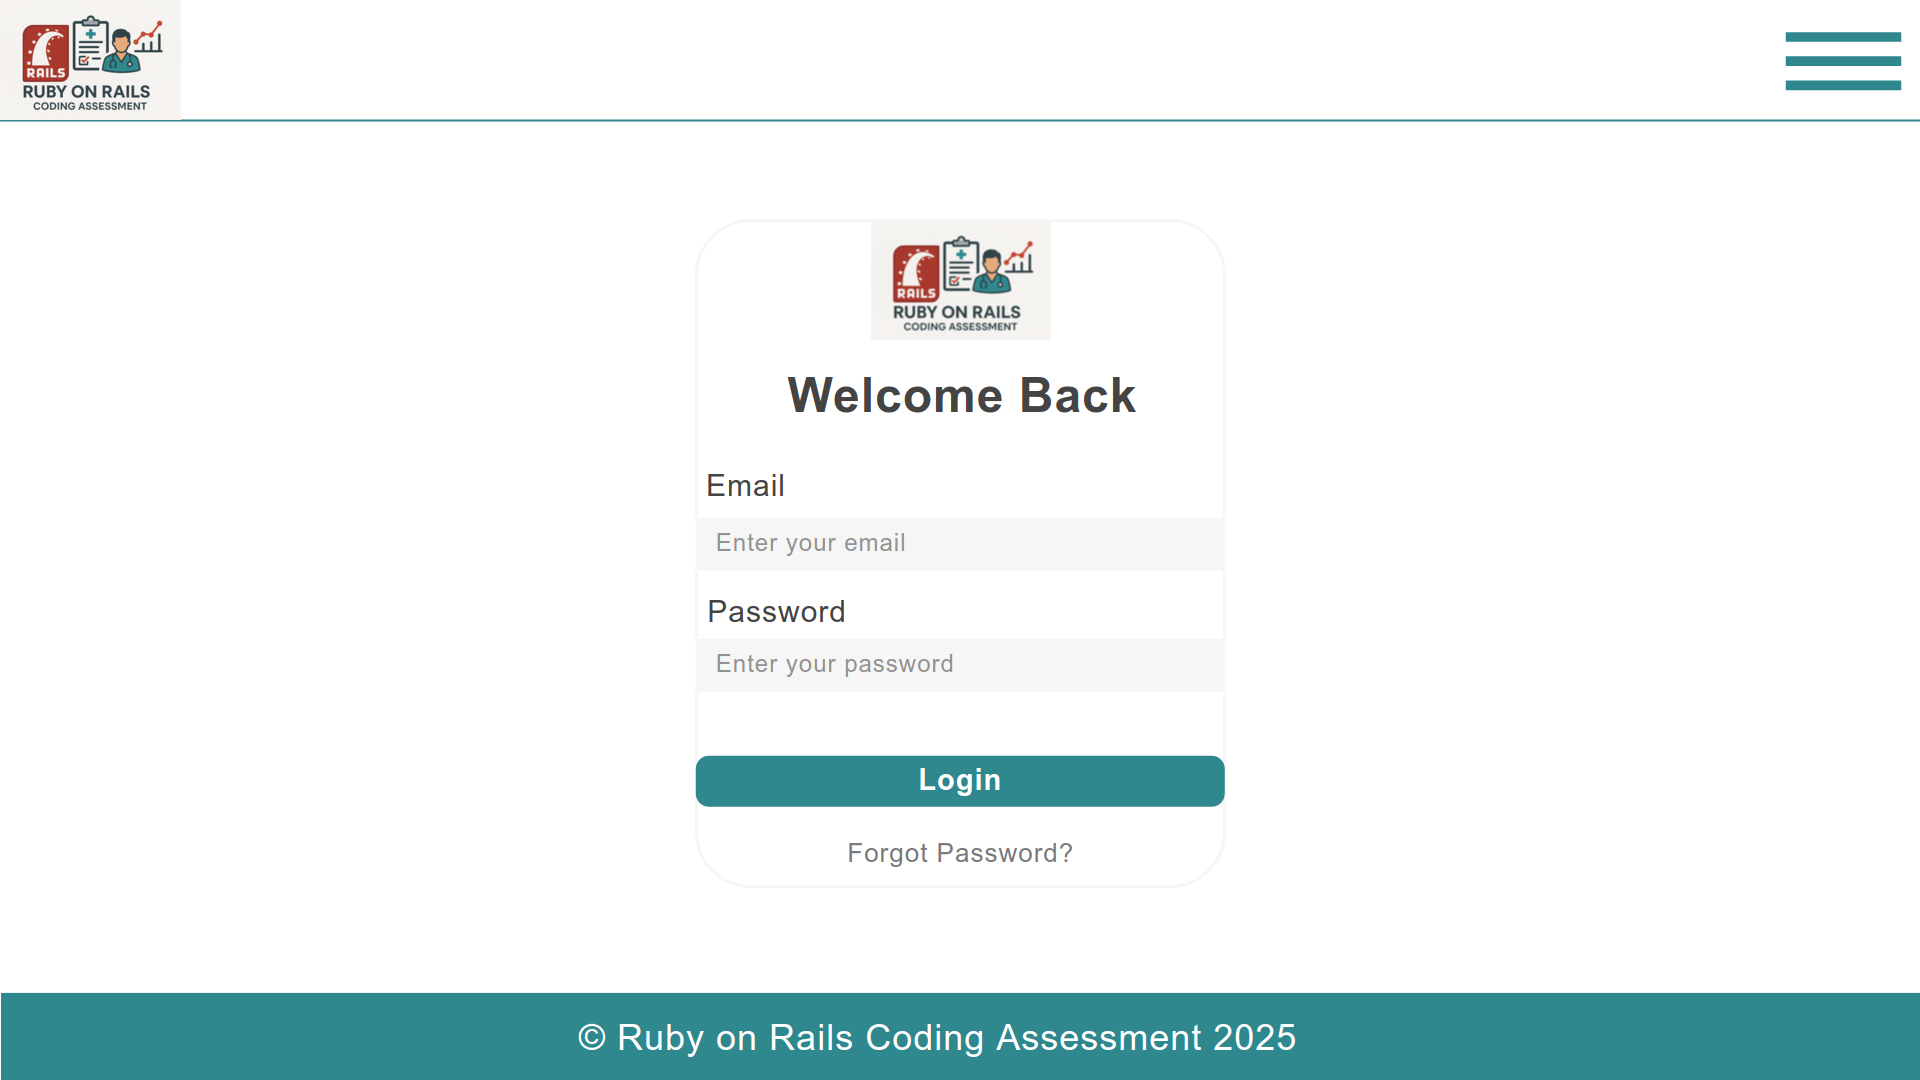 RAILS
RUBY ON RAILS
CODING ASSESSMENT
RAILS
RUBY ON RAILS
CODING ASSESSMENT
Welcome Back
Email
Enter your email
Password
Enter your password
Login
Forgot Password?
© Ruby on Rails Coding Assessment 2025